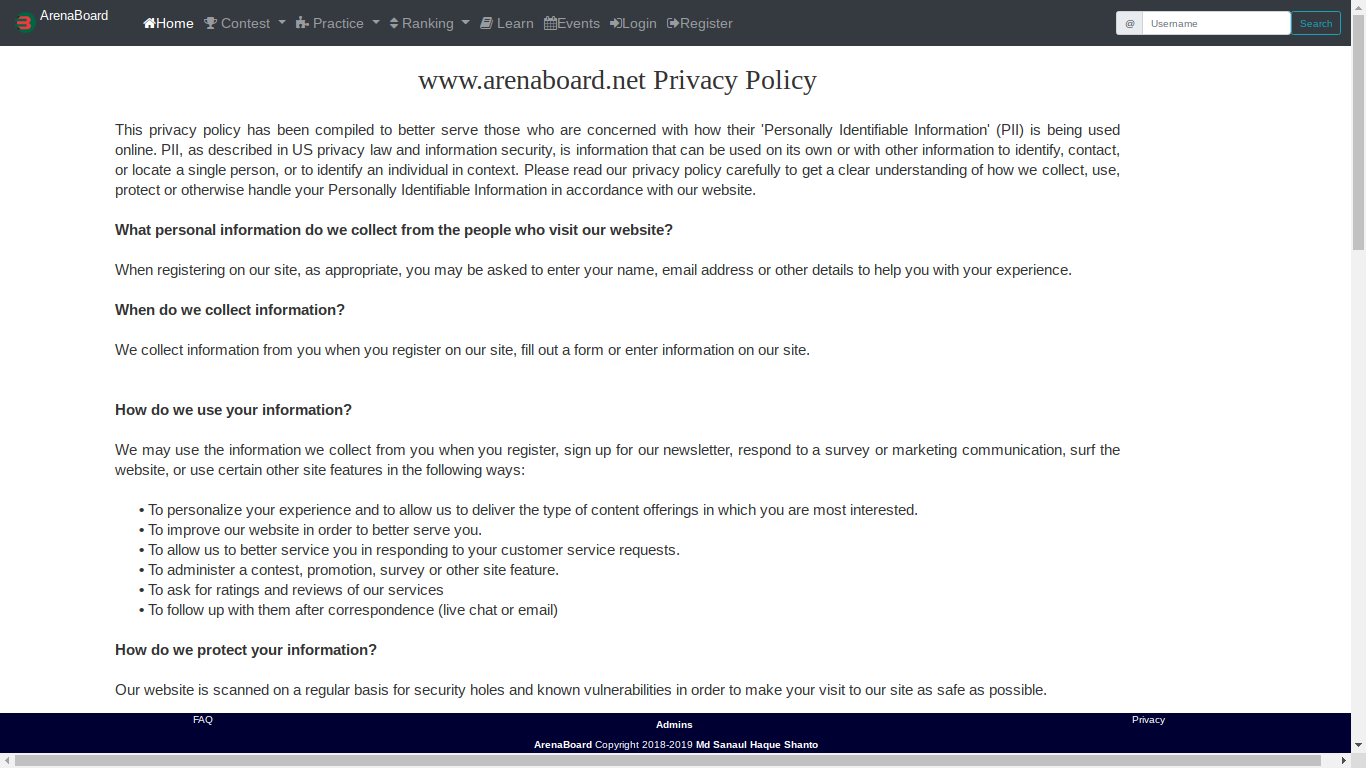 ArenaBoard Home Contest Practice Ranking Learn Events Login Register @ Username Search
www.arenaboard.net Privacy Policy
This privacy policy has been compiled to better serve those who are concerned with how their 'Personally Identifiable Information' (PII) is being used
online. PII, as described in US privacy law and information security, is information that can be used on its own or with other information to identify, contact,
or locate a single person, or to identify an individual in context. Please read our privacy policy carefully to get a clear understanding of how we collect, use,
protect or otherwise handle your Personally Identifiable Information in accordance with our website.
What personal information do we collect from the people who visit our website?
When registering on our site, as appropriate, you may be asked to enter your name, email address or other details to help you with your experience.
When do we collect information?
We collect information from you when you register on our site, fill out a form or enter information on our site.
How do we use your information?
We may use the information we collect from you when you register, sign up for our newsletter, respond to a survey or marketing communication, surf the
website, or use certain other site features in the following ways:
• To personalize your experience and to allow us to deliver the type of content offerings in which you are most interested.
• To improve our website in order to better serve you.
• To allow us to better service you in responding to your customer service requests.
• To administer a contest, promotion, survey or other site feature.
• To ask for ratings and reviews of our services
• To follow up with them after correspondence (live chat or email)
How do we protect your information?
Our website is scanned on a regular basis for security holes and known vulnerabilities in order to make your visit to our site as safe as possible.
FAQ Admins Privacy
ArenaBoard Copyright 2018-2019 Md Sanaul Haque Shanto